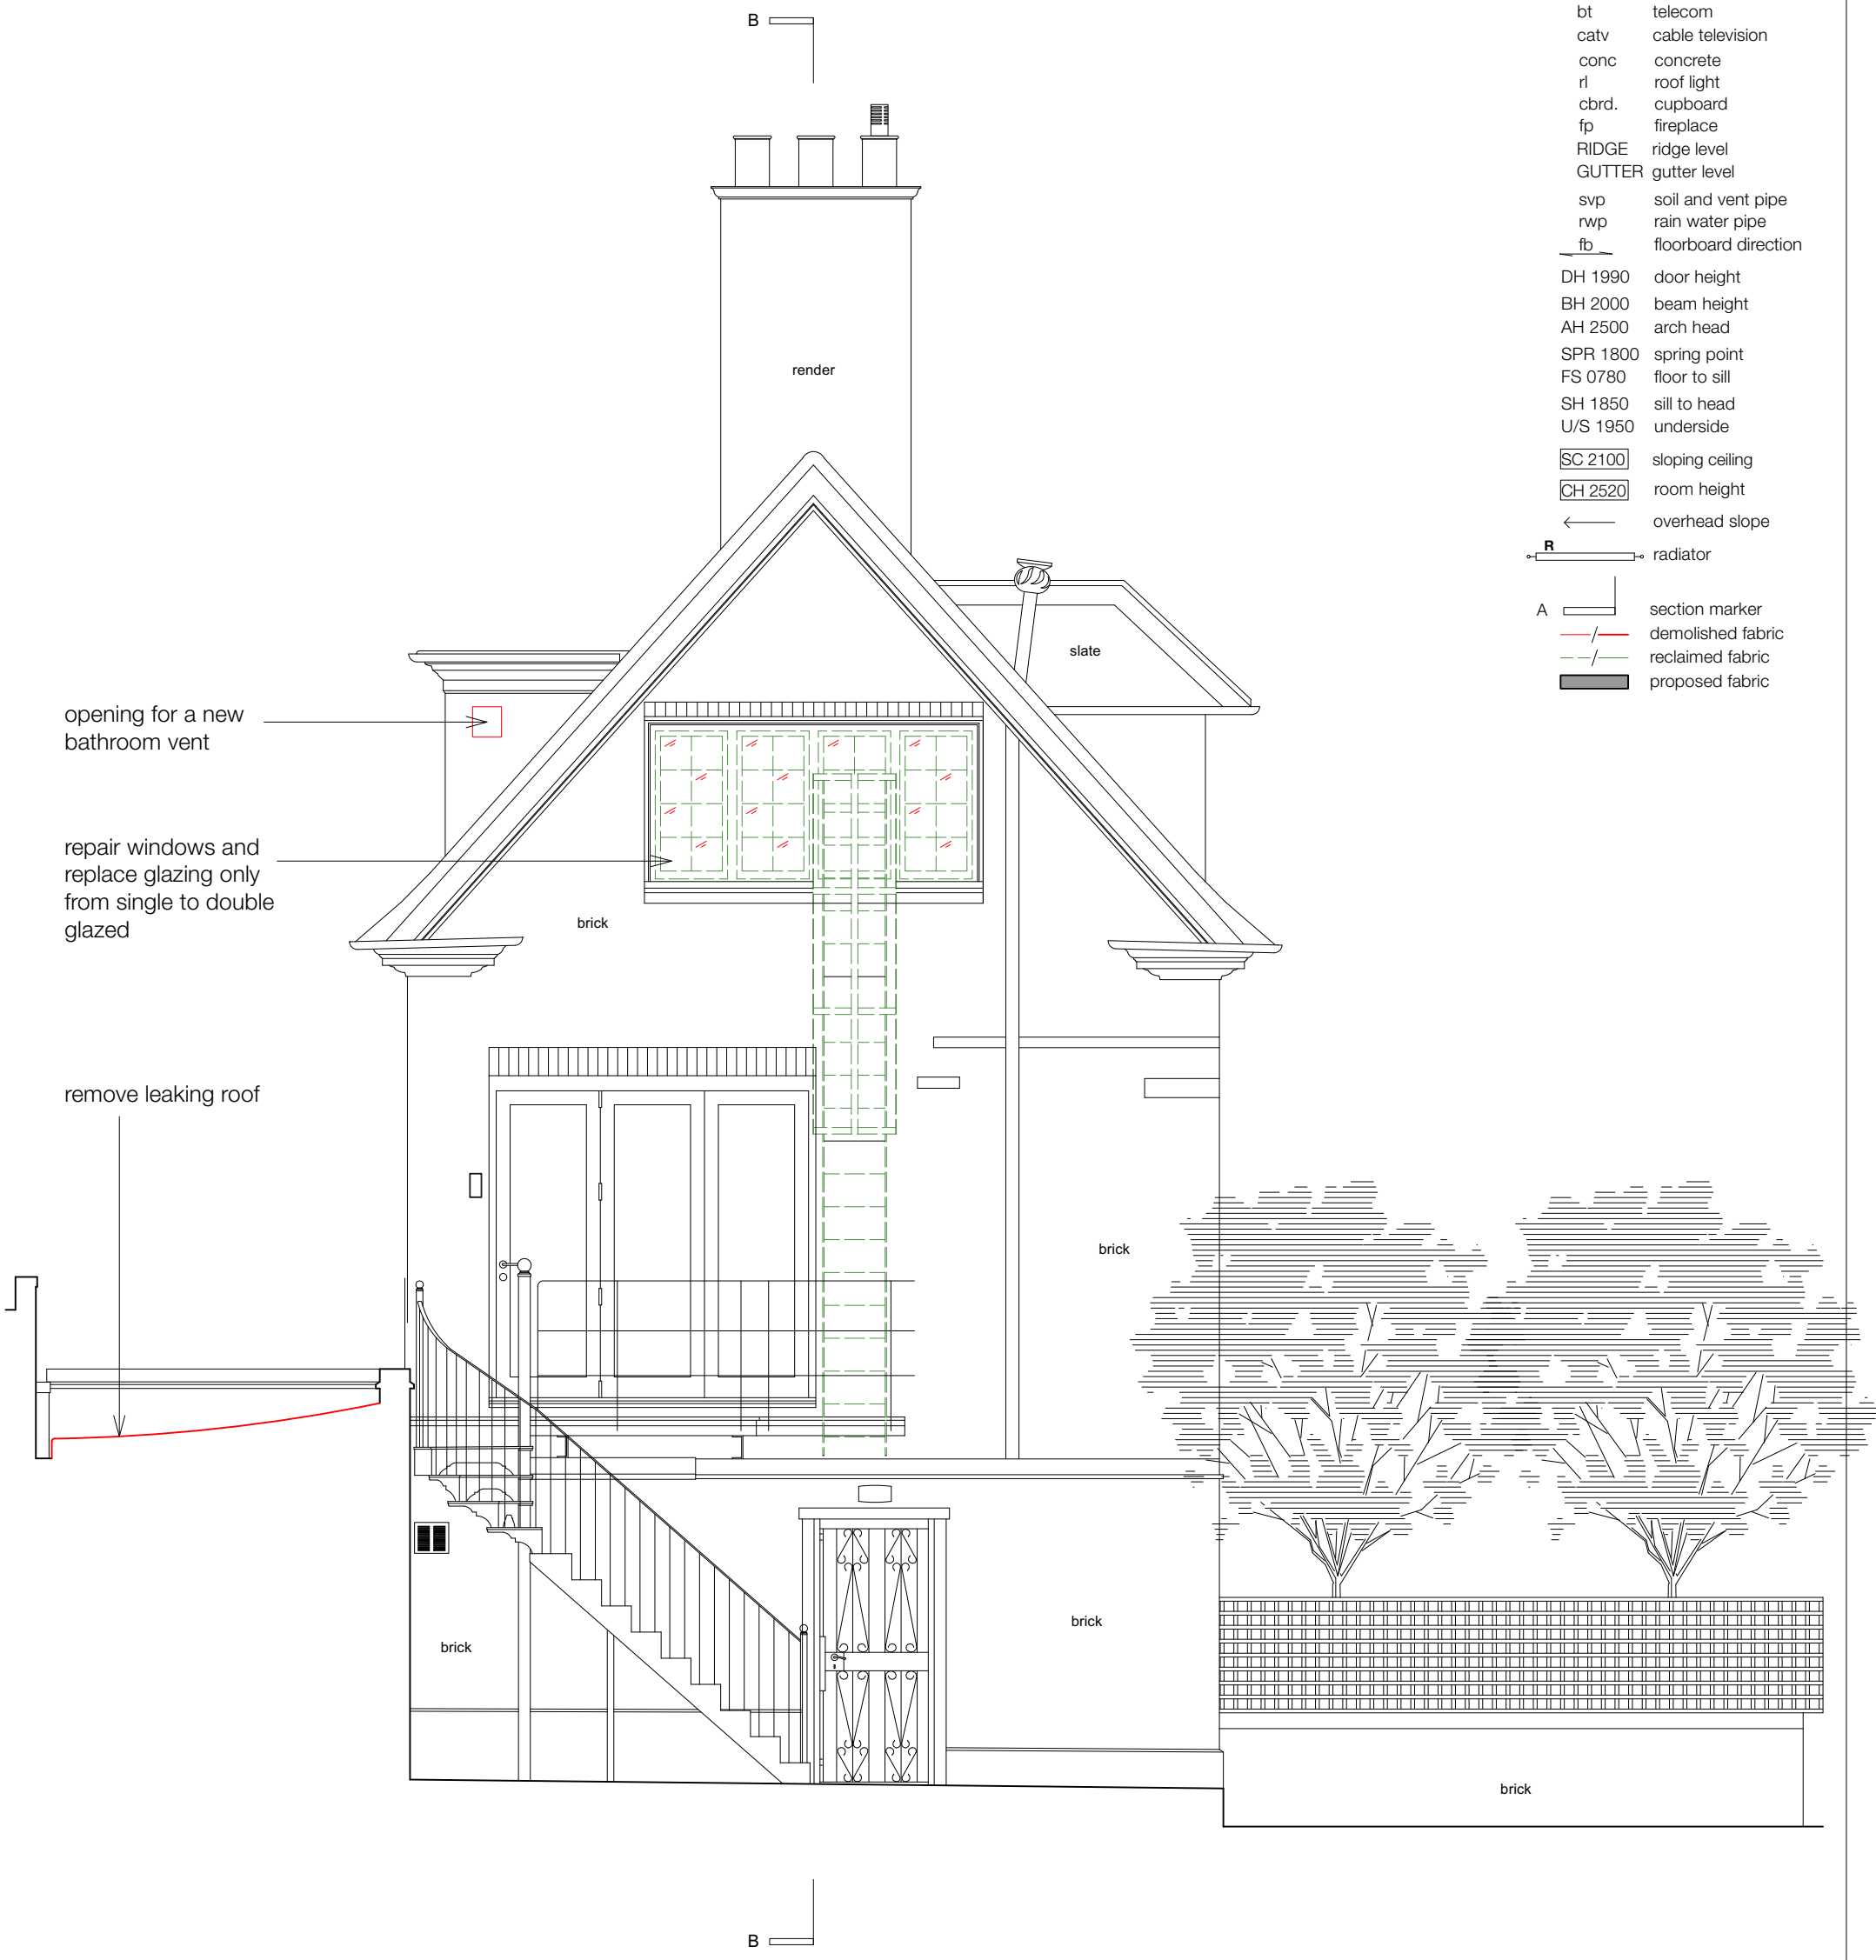 B
bt telecom
catv cable television
conc concrete
rl roof light
cbrd. cupboard
fp fireplace
RIDGE ridge level
GUTTER gutter level
svp soil and vent pipe
rwp rain water pipe
fb floorboard direction
DH 1990 door height
BH 2000 beam height
AH 2500 arch head
SPR 1800 spring point
FS 0780 floor to sill
SH 1850 sill to head
U/S 1950 underside
SC 2100 sloping ceiling
CH 2520 room height
overhead slope
R radiator
A section marker
demolished fabric
reclaimed fabric
proposed fabric
render
slate
opening for a new
bathroom vent
repair windows and
replace glazing only
from single to double
glazed
brick
remove leaking roof
brick
brick
brick
brick
B